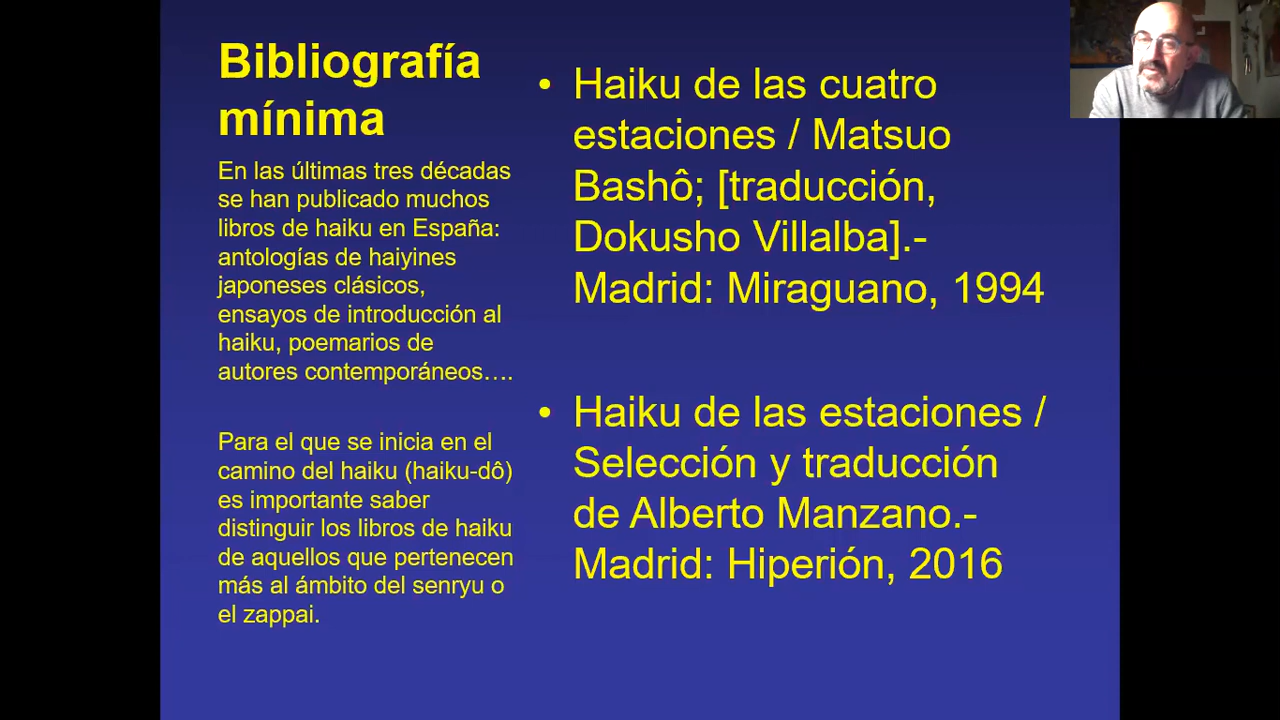 Bibliografía
mínima
En las últimas tres décadas
se han publicado muchos
libros de haiku en España:
antologías de haiyines
japoneses clásicos,
ensayos de introducción al
haiku, poemarios de
autores contemporáneos….
Para el que se inicia en el
camino del haiku (haiku-dô)
es importante saber
distinguir los libros de haiku
de aquellos que pertenecen
más al ámbito del senryu o
el zappai.
• Haiku de las cuatro
estaciones / Matsuo
Bashô; [traducción,
Dokusho Villalba].-
Madrid: Miraguano, 1994
• Haiku de las estaciones /
Selección y traducción
de Alberto Manzano.-
Madrid: Hiperión, 2016